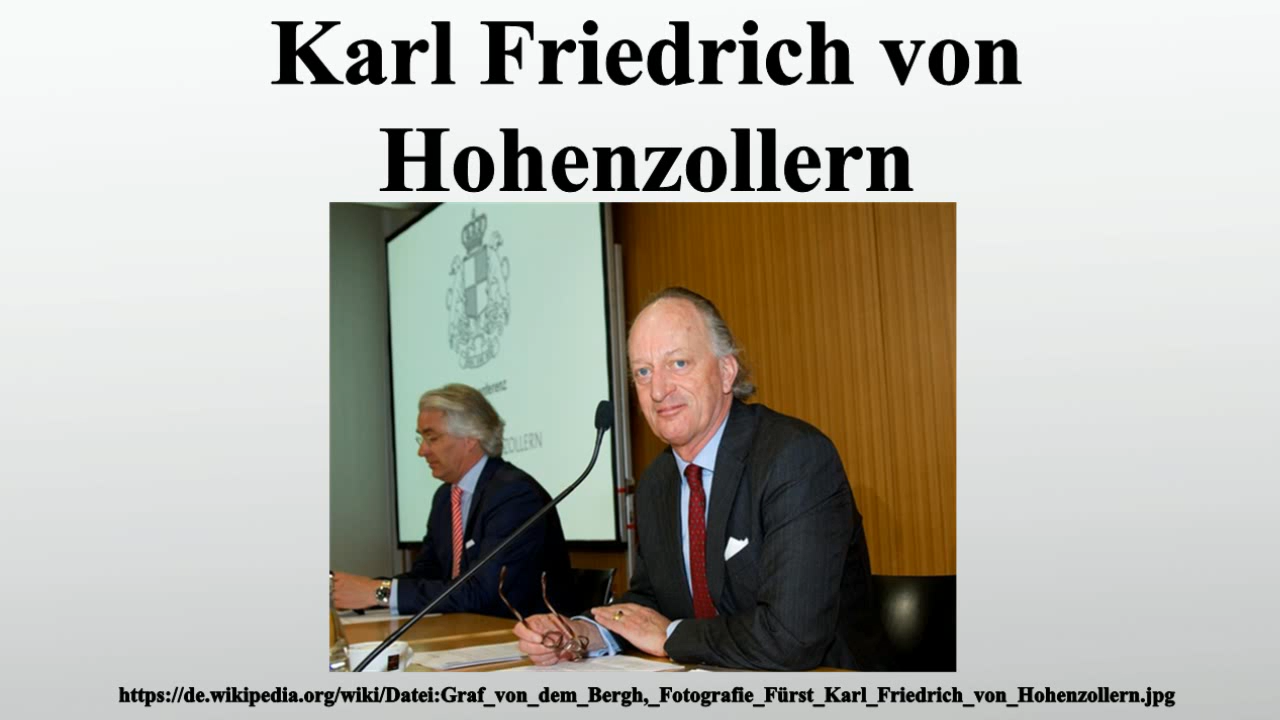 Karl Friedrich von
Hohenzollern
https://de.wikipedia.org/wiki/Datei:Graf_von_dem_Bergh,_Fotografie_Fürst_Karl_Friedrich_von_Hohenzollern.jpg